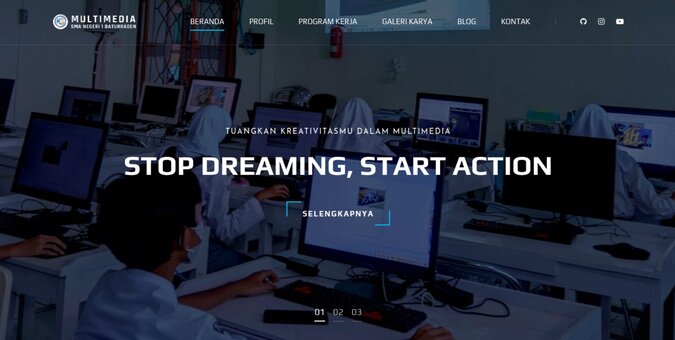 MULTIMEDIA
SMA NEGERI 1 BATURRADEN
BERANDA
PROFIL
PROGRAM KERJA
GALERI KARYA
BLOG
KONTAK
TUANGKAN KREATIVITASMU DALAM MULTIMEDIA
STOP DREAMING, START ACTION
SELENGKAPNYA
01 02 03